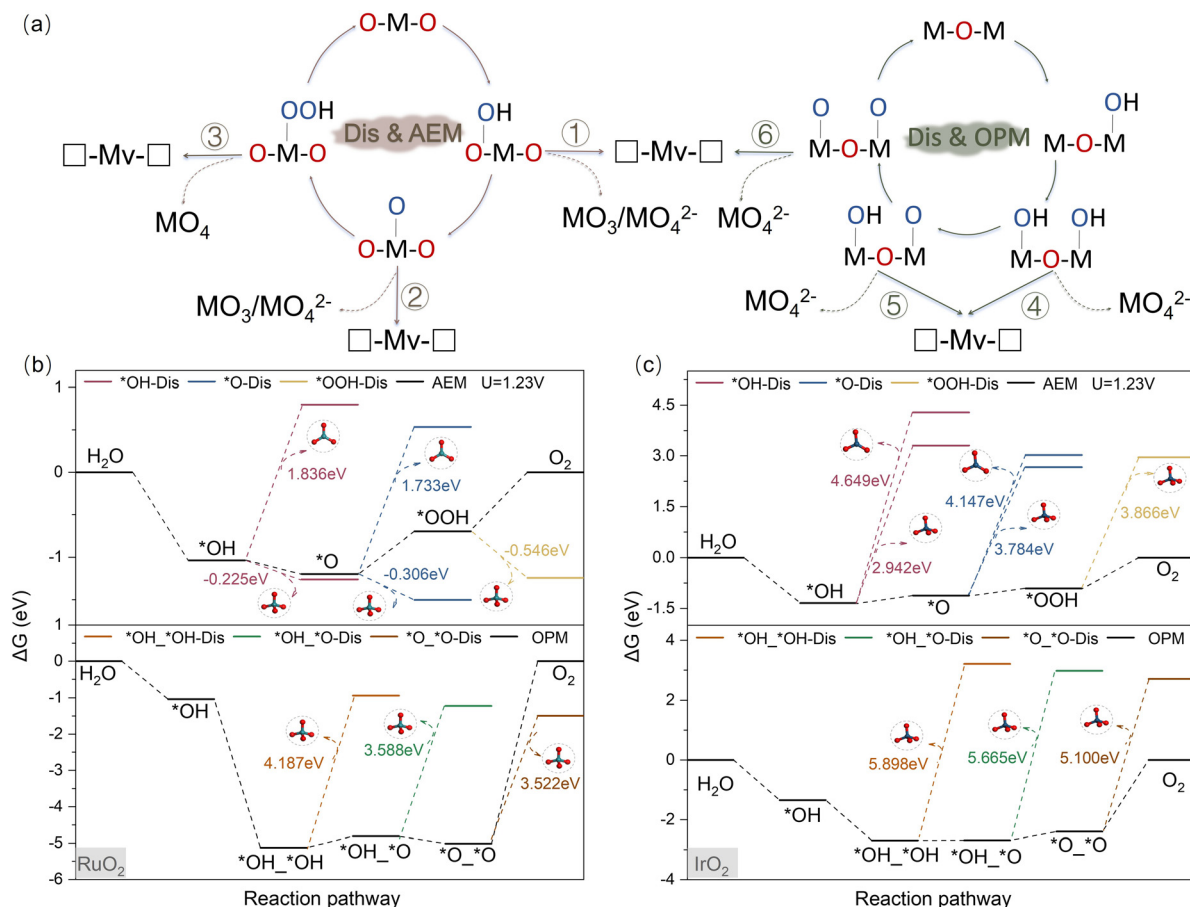 (a)
O-M-O
M-O-M
OOH
OH
O
O
OH
③
Dis & AEM
①
⑥
Dis & OPM
□-Mv-□
O-M-O
O-M-O
□-Mv-□
M-O-M
M-O-M
MO₄
O
MO₃/MO₄²⁻
MO₄²⁻
OH
O
OH
OH
O-M-O
M-O-M
M-O-M
MO₃/MO₄²⁻
②
MO₄²⁻
⑤
④
MO₄²⁻
□-Mv-□
□-Mv-□
(b)
*OH-Dis
*O-Dis
*OOH-Dis
AEM
U=1.23V
1
0
-1
1
H₂O
1.836eV
1.733eV
O₂
*OOH
*OH
*O
-0.546eV
-0.225eV
-0.306eV
ΔG (eV)
*OH_*OH-Dis
*OH_*O-Dis
*O_*O-Dis
OPM
0
-1
-2
-3
-4
-5
-6
H₂O
O₂
*OH
4.187eV
3.588eV
3.522eV
*OH_*OH
*OH_*O
*O_*O
RuO₂
Reaction pathway
(c)
*OH-Dis
*O-Dis
*OOH-Dis
AEM
U=1.23V
4.5
3.0
1.5
0.0
-1.5
4.649eV
4.147eV
3.866eV
3.784eV
H₂O
2.942eV
O₂
*OH
*O
*OOH
ΔG (eV)
*OH_*OH-Dis
*OH_*O-Dis
*O_*O-Dis
OPM
2
0
-2
-4
5.898eV
5.665eV
5.100eV
H₂O
O₂
*OH
*OH_*OH
*OH_*O
*O_*O
IrO₂
Reaction pathway